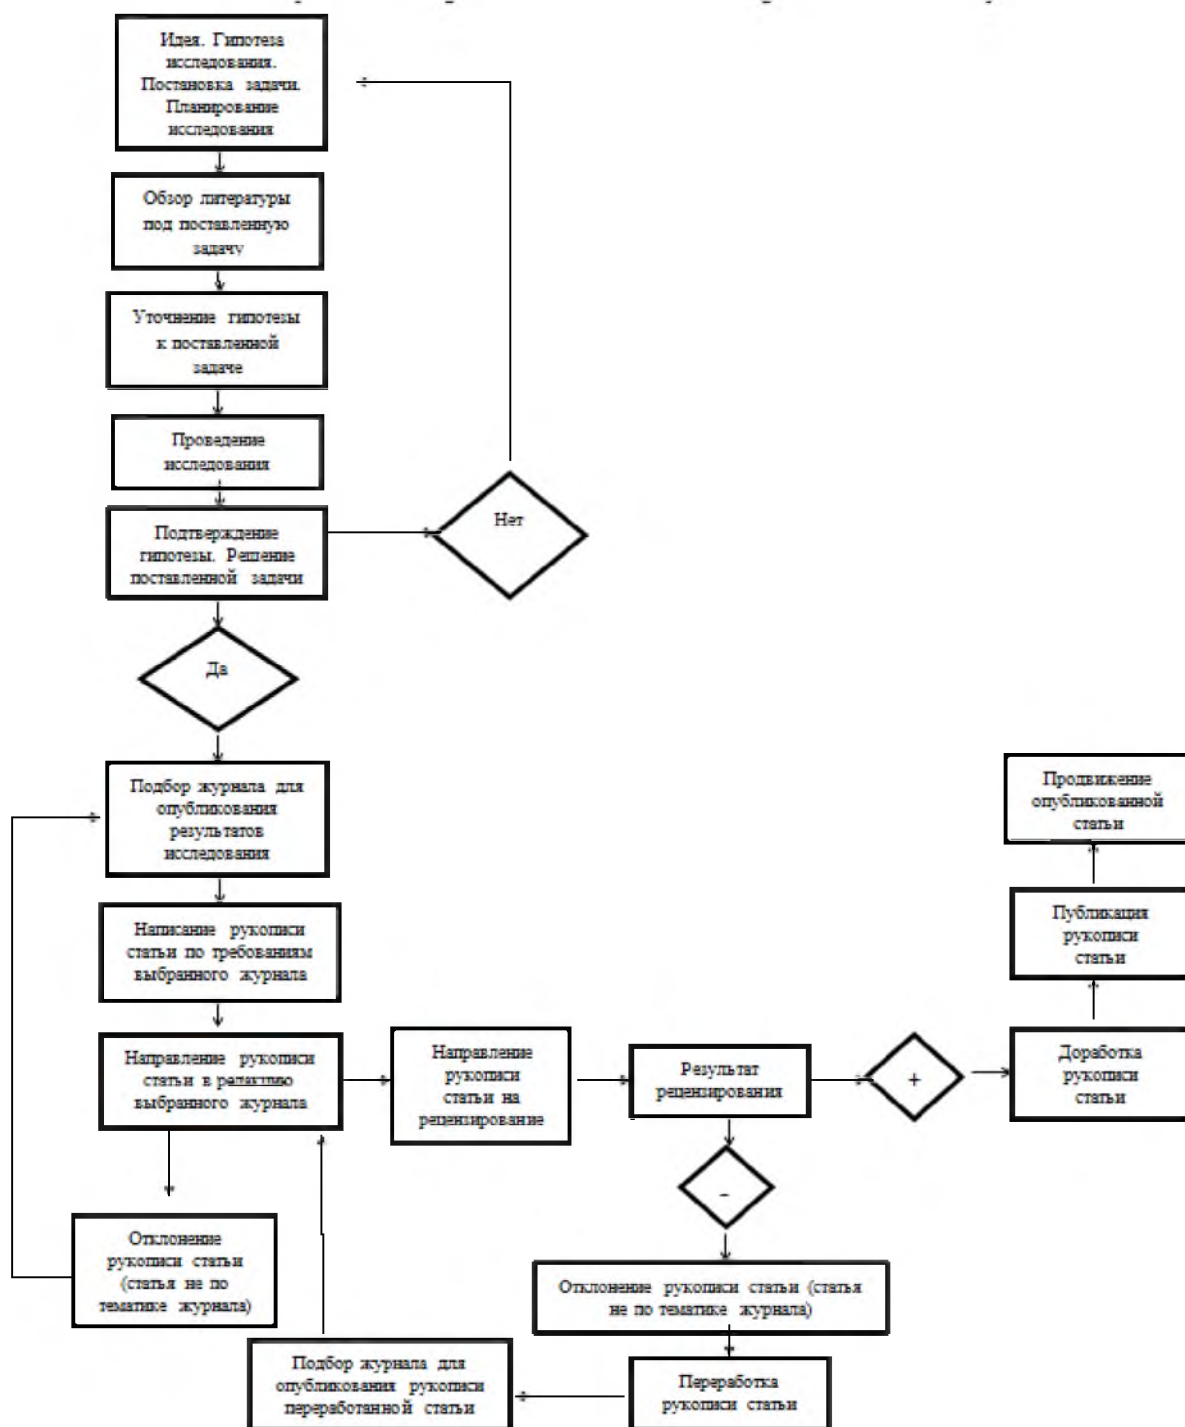 Идея. Гипотеза
исследования.
Постановка задачи.
Планирование
исследования
Обзор литературы
под поставленную
задачу
Уточнение гипотезы
к поставленной
задаче
Проведение
исследования
Подтверждение
гипотезы. Решение
поставленной задачи
Нет
Да
Подбор журнала для
опубликования
результатов
исследования
Написание рукописи
статьи по требованиям
выбранного журнала
Направление рукописи
статьи в редакцию
выбранного журнала
Направление
рукописи
статьи на
рецензирование
Результат
рецензирования
+
Доработка
рукописи
статьи
Публикация
рукописи
статьи
Продвижение
опубликованной
статьи
–
Отклонение
рукописи статьи
(статья не по
тематике журнала)
Отклонение рукописи статьи (статья
не по тематике журнала)
Переработка
рукописи статьи
Подбор журнала для
опубликования рукописи
переработанной статьи